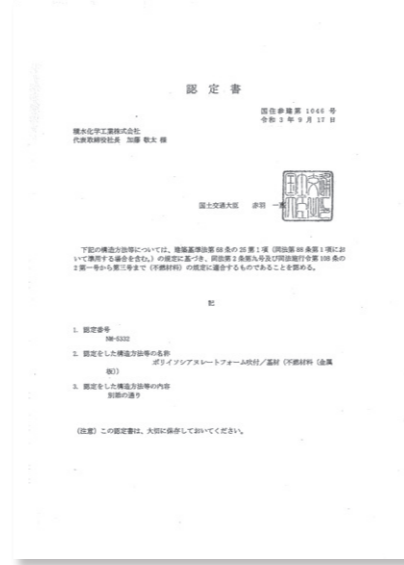 認定書
国住参建第 1046 号
令和 3 年 9 月 17 日
積水化学工業株式会社
代表取締役社長 加藤 敬太 様
国土交通大臣 赤羽 一
下記の構造方法等については、建築基準法第 68 条の 25 第 1 項（同法第 88 条第 1 項にお
いて準用する場合を含む。）の規定に基づき、同法第 2 条第九号及び同法施行令第 108 条の
2 第一号から第三号まで（不燃材料）の規定に適合するものであることを認める。
記
1. 認定番号
NM-5332
2. 認定をした構造方法等の名称
ポリイソシアヌレートフォーム吹付／基材（不燃材料（金属
板））
3. 認定をした構造方法等の内容
別添の通り
（注意）この認定書は、大切に保存しておいてください。